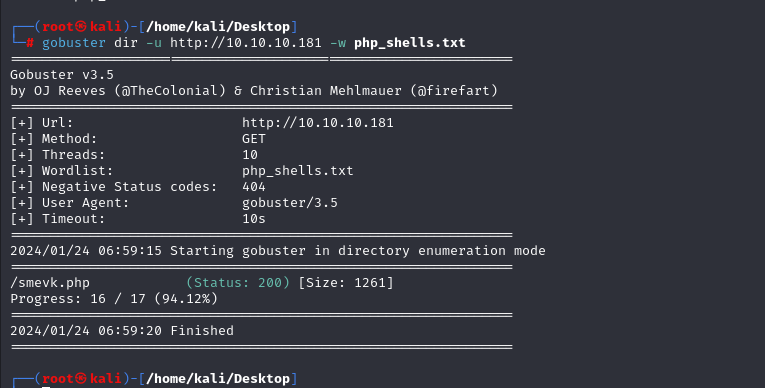 ┌──(root㉿kali)-[/home/kali/Desktop]
└─# gobuster dir -u http://10.10.10.181 -w php_shells.txt
===============================================================
Gobuster v3.5
by OJ Reeves (@TheColonial) & Christian Mehlmauer (@firefart)
===============================================================
[+] Url:                     http://10.10.10.181
[+] Method:                  GET
[+] Threads:                 10
[+] Wordlist:                php_shells.txt
[+] Negative Status codes:   404
[+] User Agent:              gobuster/3.5
[+] Timeout:                 10s
===============================================================
2024/01/24 06:59:15 Starting gobuster in directory enumeration mode
===============================================================
/smevk.php            (Status: 200) [Size: 1261]
Progress: 16 / 17 (94.12%)
===============================================================
2024/01/24 06:59:20 Finished
===============================================================
┌──(root㉿kali)-[/home/kali/Desktop]